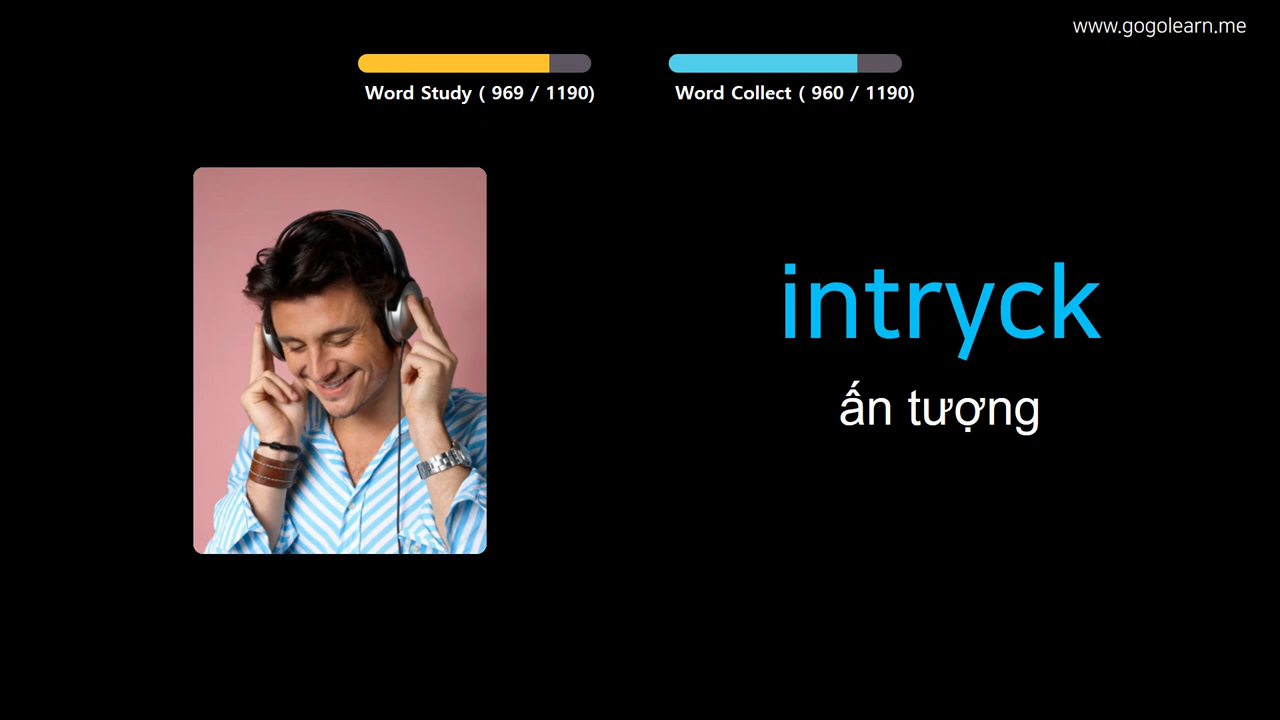 www.gogolearn.me
Word Study ( 969 / 1190)
Word Collect ( 960 / 1190)
intryck
ấn tượng